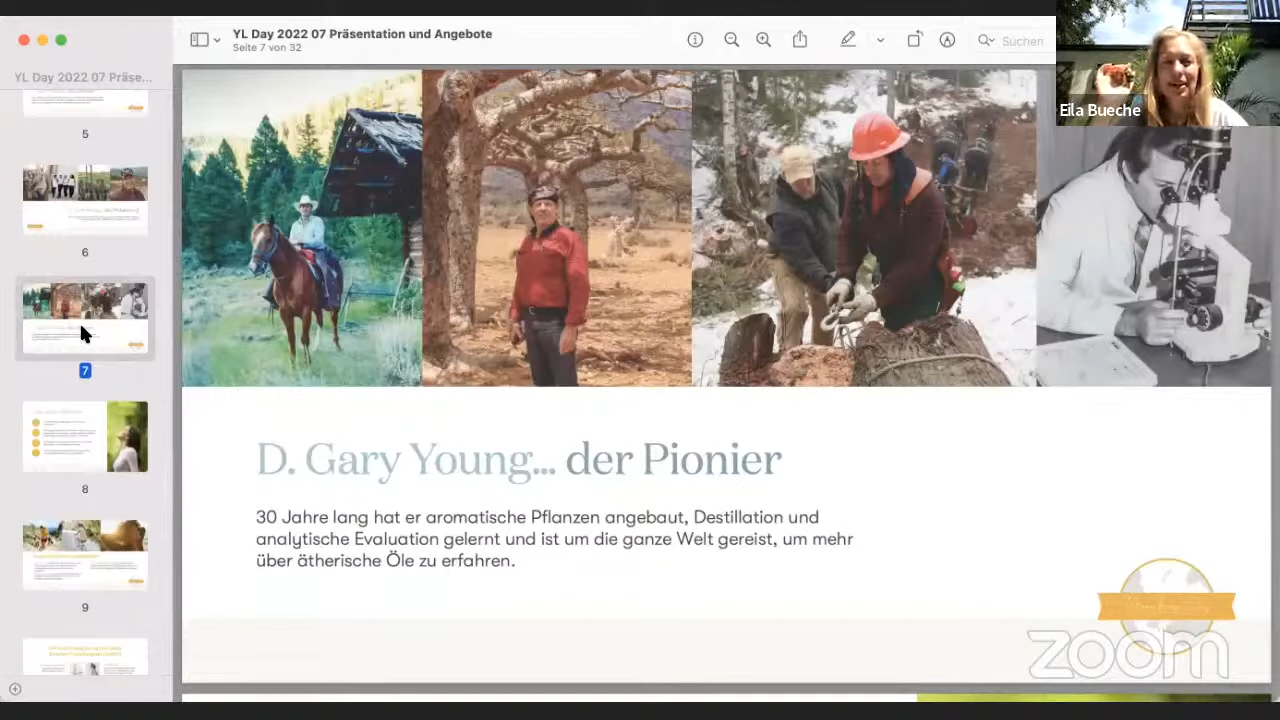 YL Day 2022 07 Präsentation und Angebote
Seite 7 von 32
Suchen
Eila Bueche
YL Day 2022 07 Präse...
5
6
7
8
9
D. Gary Young... der Pionier
30 Jahre lang hat er aromatische Pflanzen angebaut, Destillation und
analytische Evaluation gelernt und ist um die ganze Welt gereist, um mehr
über ätherische Öle zu erfahren.
zoom